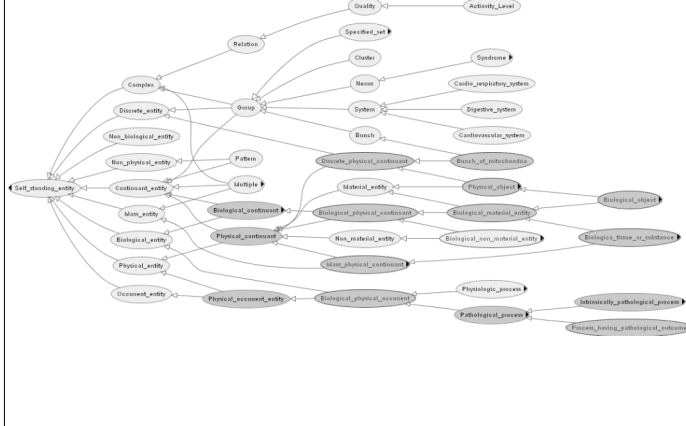 Quality
Activity_Level
Specified_set
Relation
Cluster
Syndrome
Complex
Nexus
Cardio_respiratory_system
Discrete_entity
Group
System
Digestive_system
Non_biological_entity
Bunch
Cardiovascular_system
Non_physical_entity
Pattern
Discrete_physical_continuant
Bunch_of_mitochondria
Self_standing_entity
Continuant_entity
Multiple
Material_entity
Physical_object
Biological_object
Mass_entity
Biological_continuant
Biological_physical_continuant
Biological_material_entity
Biological_entity
Physical_continuant
Non_material_entity
Biological_non_material_entity
Biologica_tissue_or_substance
Physical_entity
Mass_physical_continuant
Occurrent_entity
Physical_occurrent_entity
Biological_physical_occurrent
Physiologic_process
Intrinsically_pathological_process
Pathological_process
Process_having_pathological_outcome